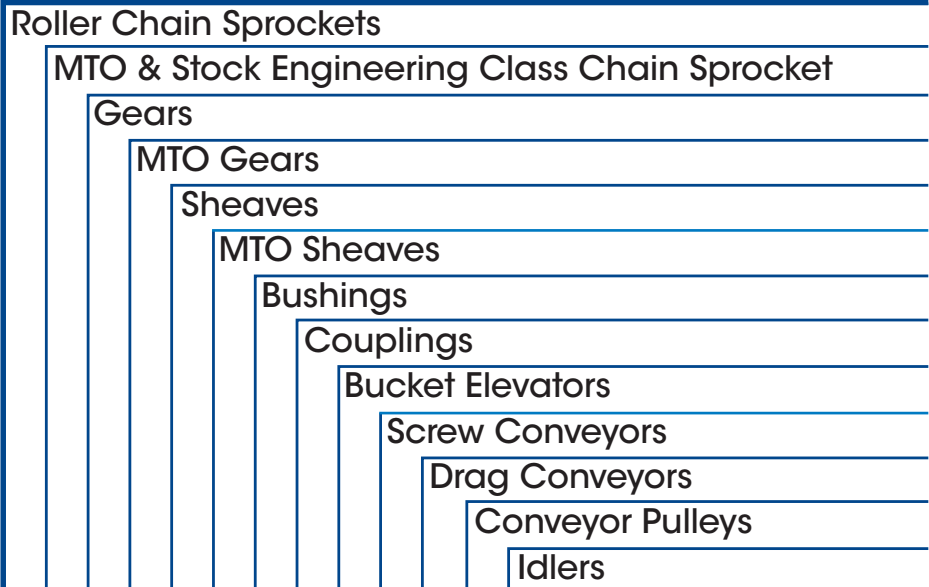 Roller Chain Sprockets
MTO & Stock Engineering Class Chain Sprocket
Gears
MTO Gears
Sheaves
MTO Sheaves
Bushings
Couplings
Bucket Elevators
Screw Conveyors
Drag Conveyors
Conveyor Pulleys
Idlers